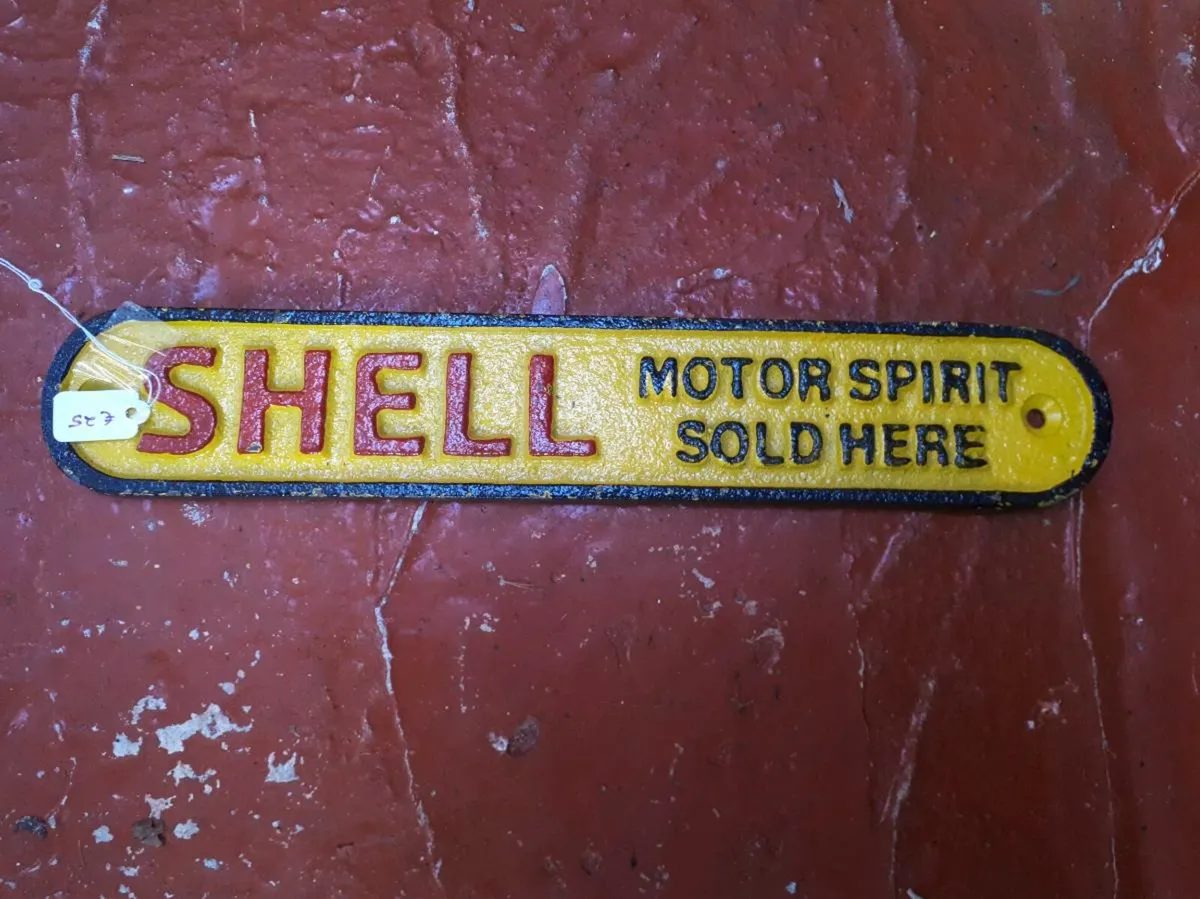 SHELL
MOTOR SPIRIT
SOLD HERE
£25